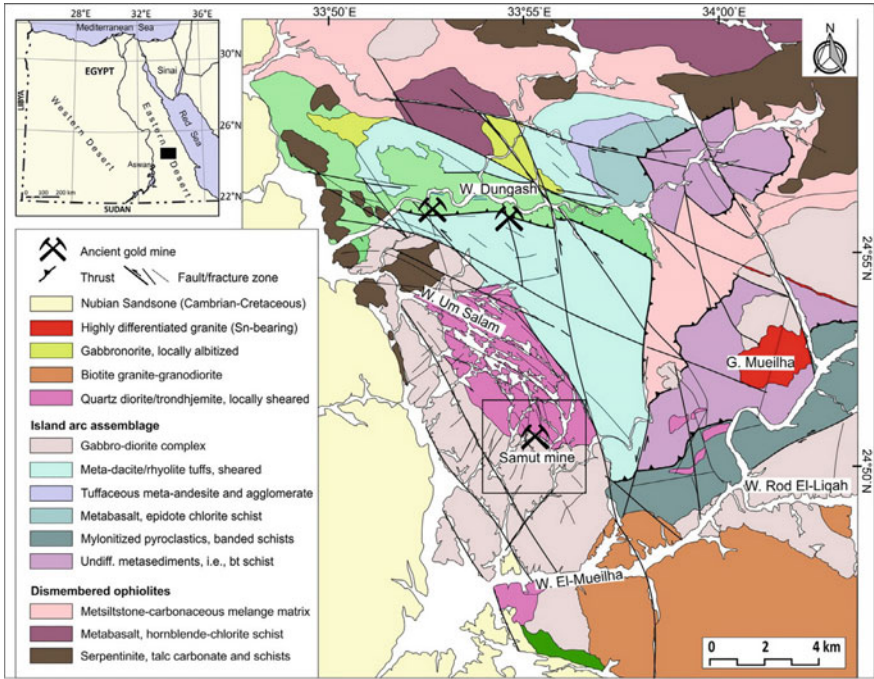 33°50'E
33°55'E
34°00'E
28°E
32°E
36°E
Mediterranean Sea
30°N
26°N
22°N
EGYPT
Sinai
LIBYA
Western Desert
Eastern Desert
Red Sea
Aswan
0 100 200 km
SUDAN
N
W. Dungash
24°55'N
W. Um Salam
G. Mueilha
Samut mine
24°50'N
W. Rod El-Liqah
W. El-Mueilha
Ancient gold mine
Thrust
Fault/fracture zone
Nubian Sandsone (Cambrian-Cretaceous)
Highly differentiated granite (Sn-bearing)
Gabbronorite, locally albitized
Biotite granite-granodiorite
Quartz diorite/trondhjemite, locally sheared
Island arc assemblage
Gabbro-diorite complex
Meta-dacite/rhyolite tuffs, sheared
Tuffaceous meta-andesite and agglomerate
Metabasalt, epidote chlorite schist
Mylonitized pyroclastics, banded schists
Undiff. metasediments, i.e., bt schist
Dismembered ophiolites
Metsiltstone-carbonaceous melange matrix
Metabasalt, hornblende-chlorite schist
Serpentinite, talc carbonate and schists
0 2 4 km